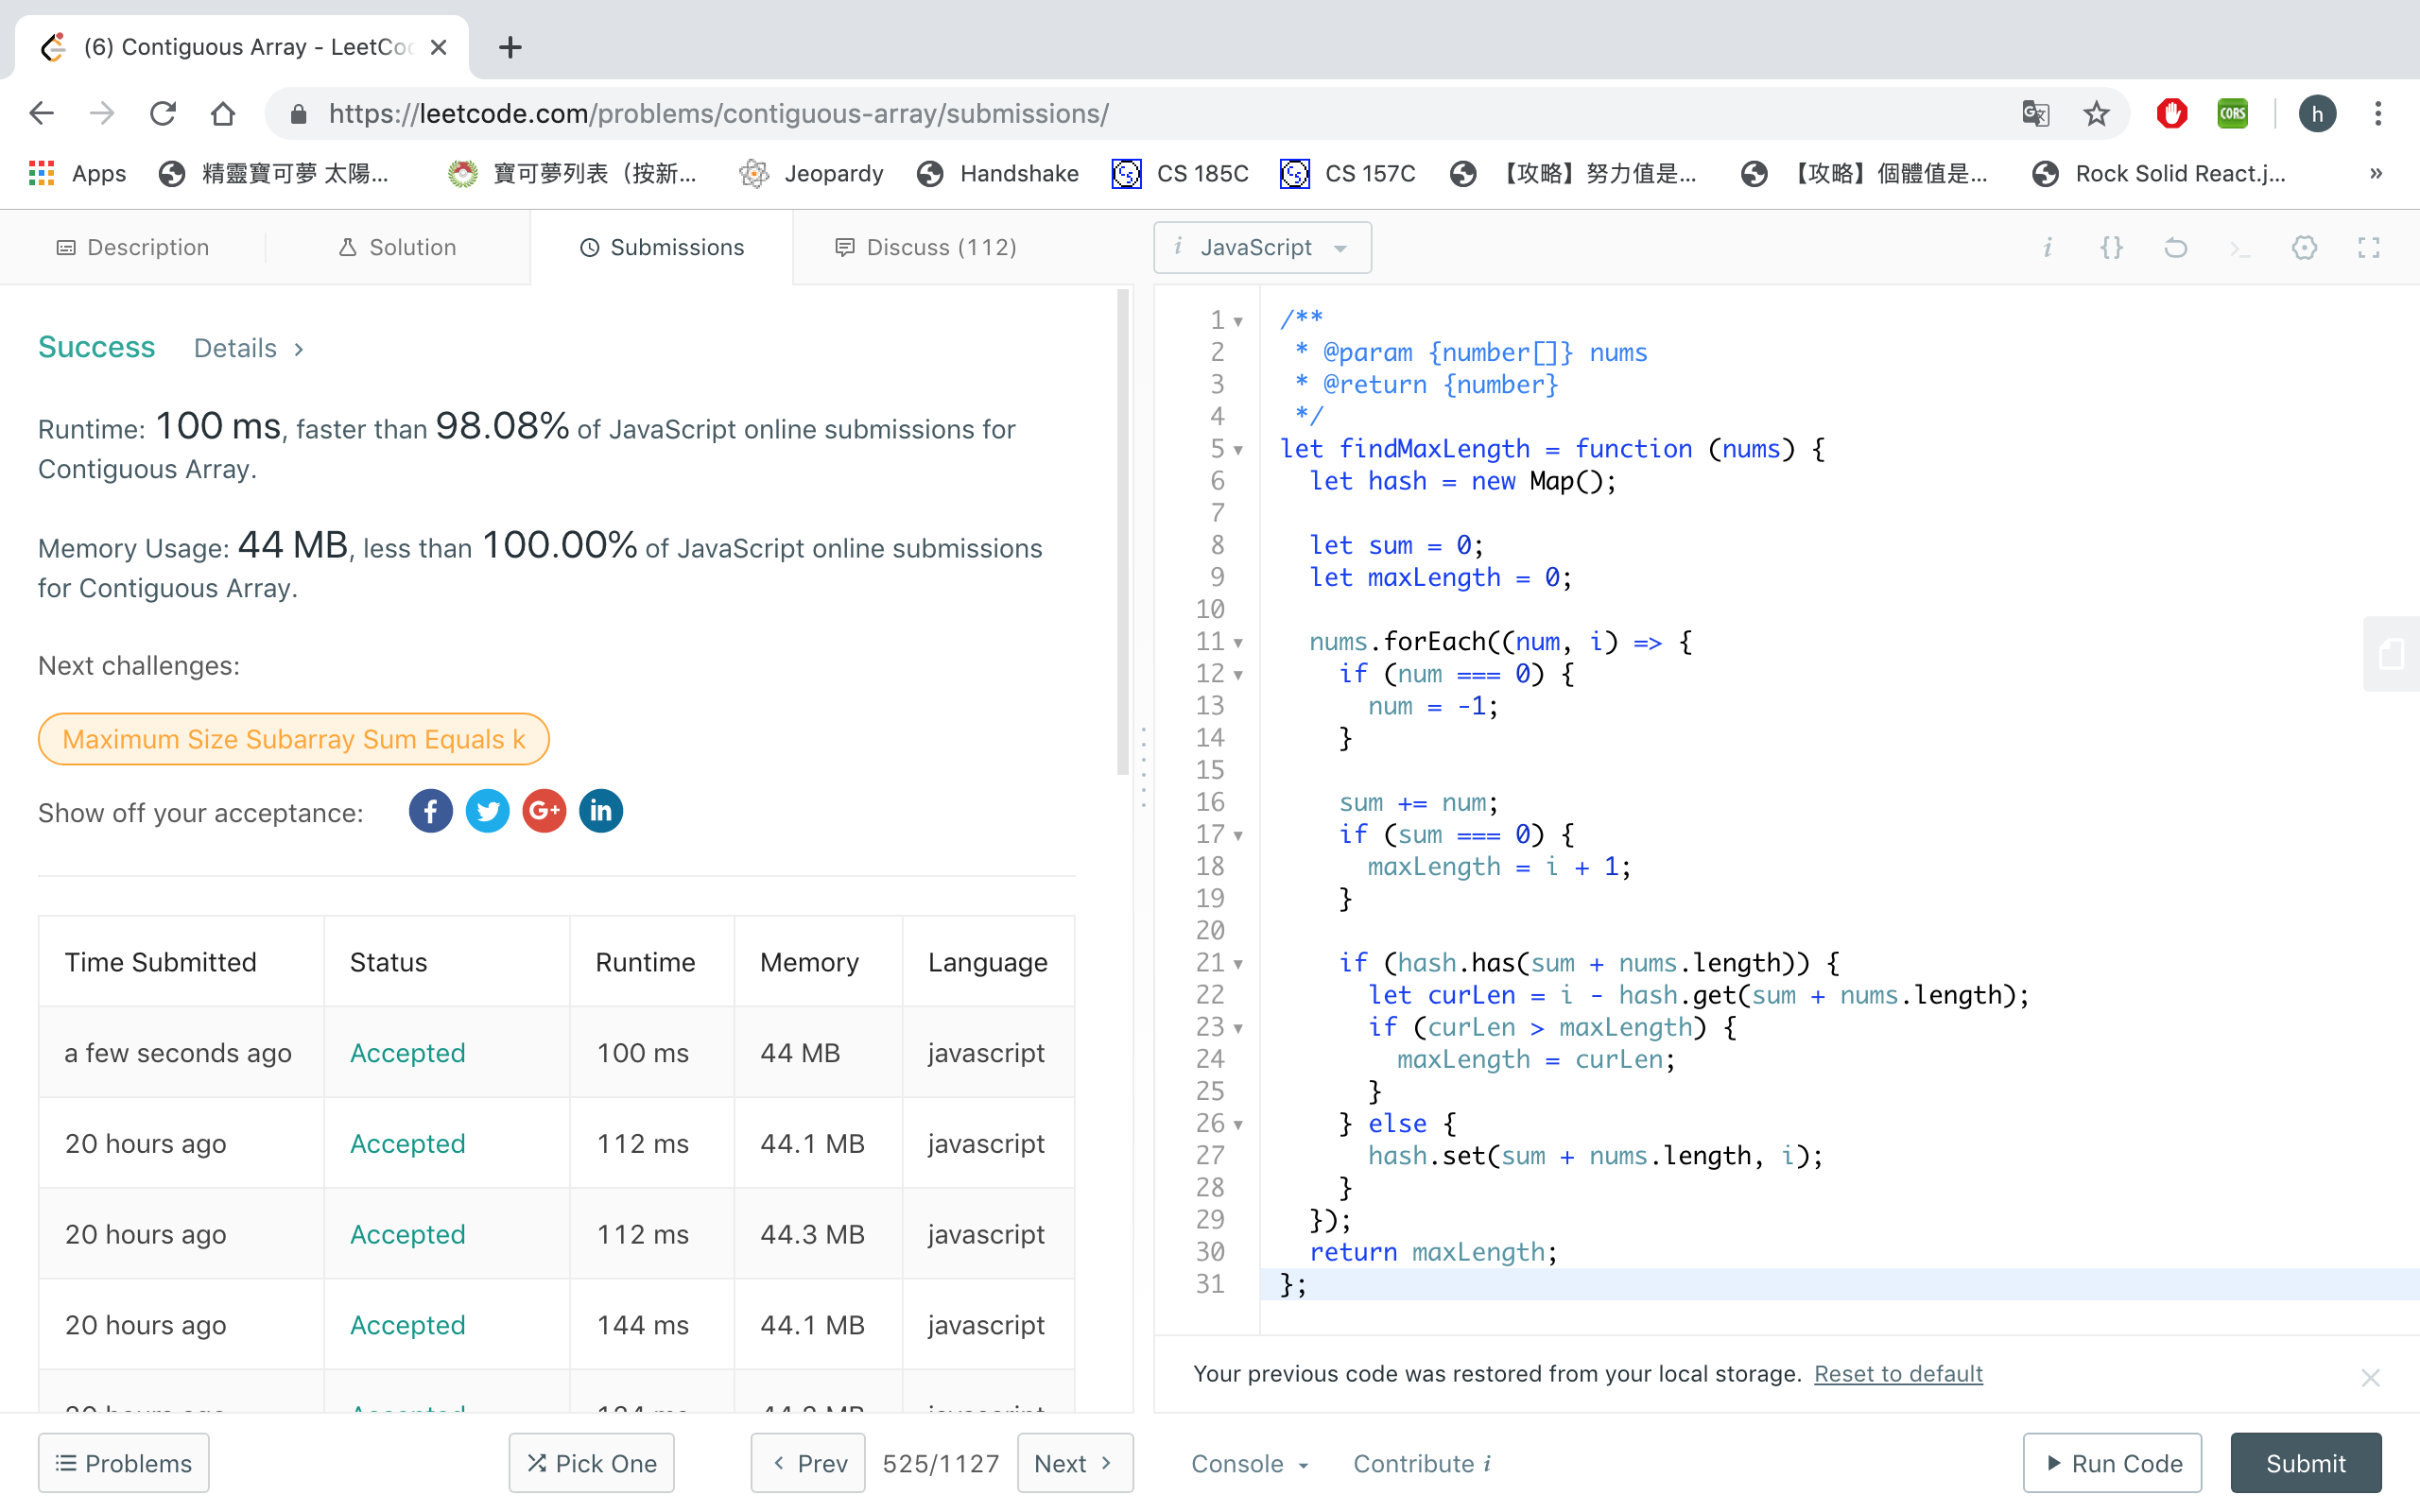 (6) Contiguous Array - LeetCo
https://leetcode.com/problems/contiguous-array/submissions/
CORS
h
Apps
精靈寶可夢 太陽...
寶可夢列表（按新...
Jeopardy
Handshake
CS 185C
CS 157C
【攻略】努力值是...
【攻略】個體值是...
Rock Solid React.j...
»
Description
Solution
Submissions
Discuss (112)
i JavaScript
Success
Details
Runtime: 100 ms, faster than 98.08% of JavaScript online submissions for
Contiguous Array.
Memory Usage: 44 MB, less than 100.00% of JavaScript online submissions
for Contiguous Array.
Next challenges:
Maximum Size Subarray Sum Equals k
Show off your acceptance:
Time Submitted Status Runtime Memory Language
a few seconds ago Accepted 100 ms 44 MB javascript
20 hours ago Accepted 112 ms 44.1 MB javascript
20 hours ago Accepted 112 ms 44.3 MB javascript
20 hours ago Accepted 144 ms 44.1 MB javascript
1 /**
2 * @param {number[]} nums
3 * @return {number}
4 */
5 let findMaxLength = function (nums) {
6 let hash = new Map();
7
8 let sum = 0;
9 let maxLength = 0;
10
11 nums.forEach((num, i) => {
12 if (num === 0) {
13 num = -1;
14 }
15
16 sum += num;
17 if (sum === 0) {
18 maxLength = i + 1;
19 }
20
21 if (hash.has(sum + nums.length)) {
22 let curLen = i - hash.get(sum + nums.length);
23 if (curLen > maxLength) {
24 maxLength = curLen;
25 }
26 } else {
27 hash.set(sum + nums.length, i);
28 }
29 });
30 return maxLength;
31 };
Your previous code was restored from your local storage. Reset to default
Problems
Pick One
Prev
525/1127
Next
Console
Contribute i
Run Code
Submit